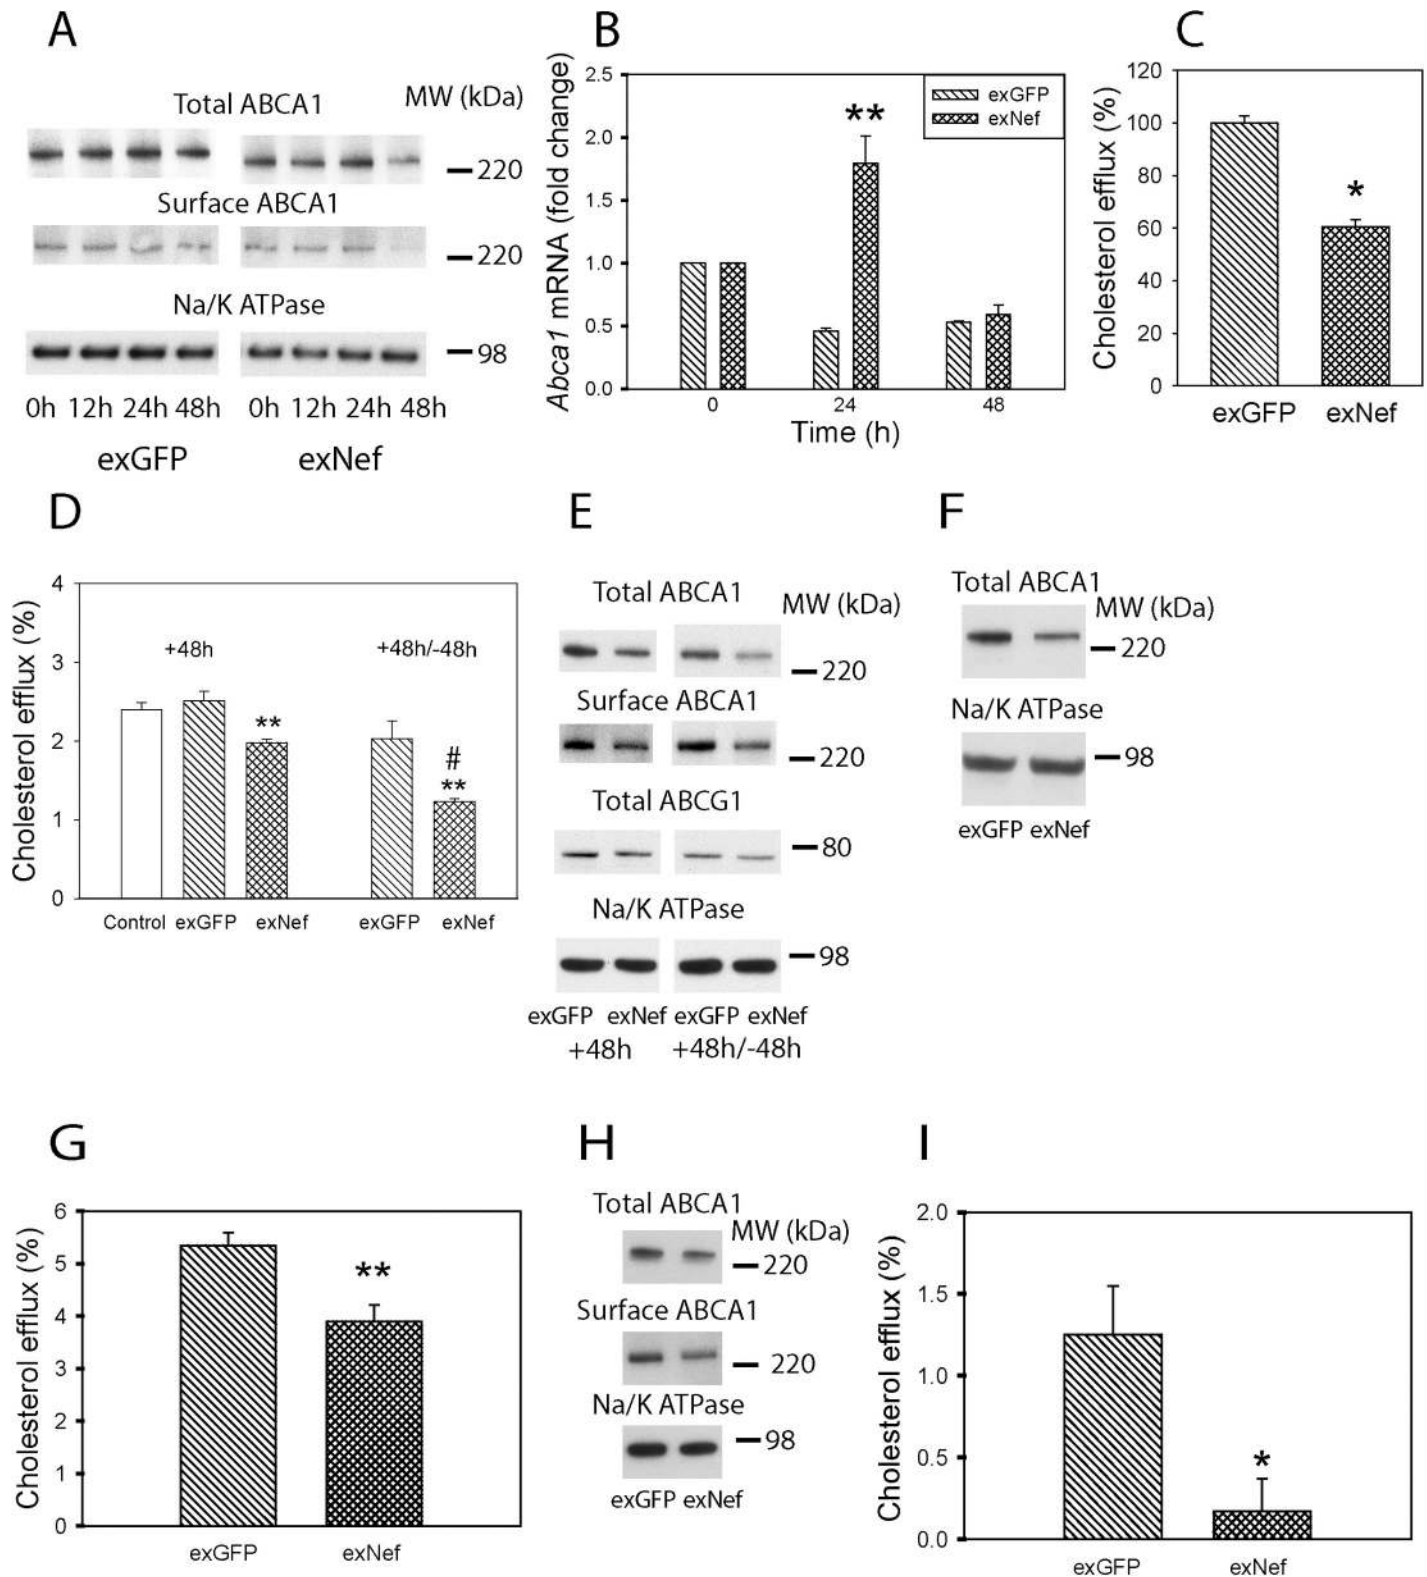 A
Total ABCA1
MW (kDa)
220
Surface ABCA1
220
Na/K ATPase
98
0h 12h 24h 48h 0h 12h 24h 48h
exGFP exNef
B
Abca1 mRNA (fold change)
2.5
2.0
1.5
1.0
0.5
0.0
**
exGFP
exNef
0 24 48
Time (h)
C
Cholesterol efflux (%)
120
100
80
60
40
20
0
*
exGFP exNef
D
Cholesterol efflux (%)
4
3
2
1
0
+48h +48h/-48h
** # **
Control exGFP exNef exGFP exNef
E
Total ABCA1
MW (kDa)
220
Surface ABCA1
220
Total ABCG1
80
Na/K ATPase
98
exGFP exNef exGFP exNef
+48h +48h/-48h
F
Total ABCA1
MW (kDa)
220
Na/K ATPase
98
exGFP exNef
G
Cholesterol efflux (%)
6
5
4
3
2
1
0
**
exGFP exNef
H
Total ABCA1
MW (kDa)
220
Surface ABCA1
220
Na/K ATPase
98
exGFP exNef
I
Cholesterol efflux (%)
2.0
1.5
1.0
0.5
0.0
*
exGFP exNef